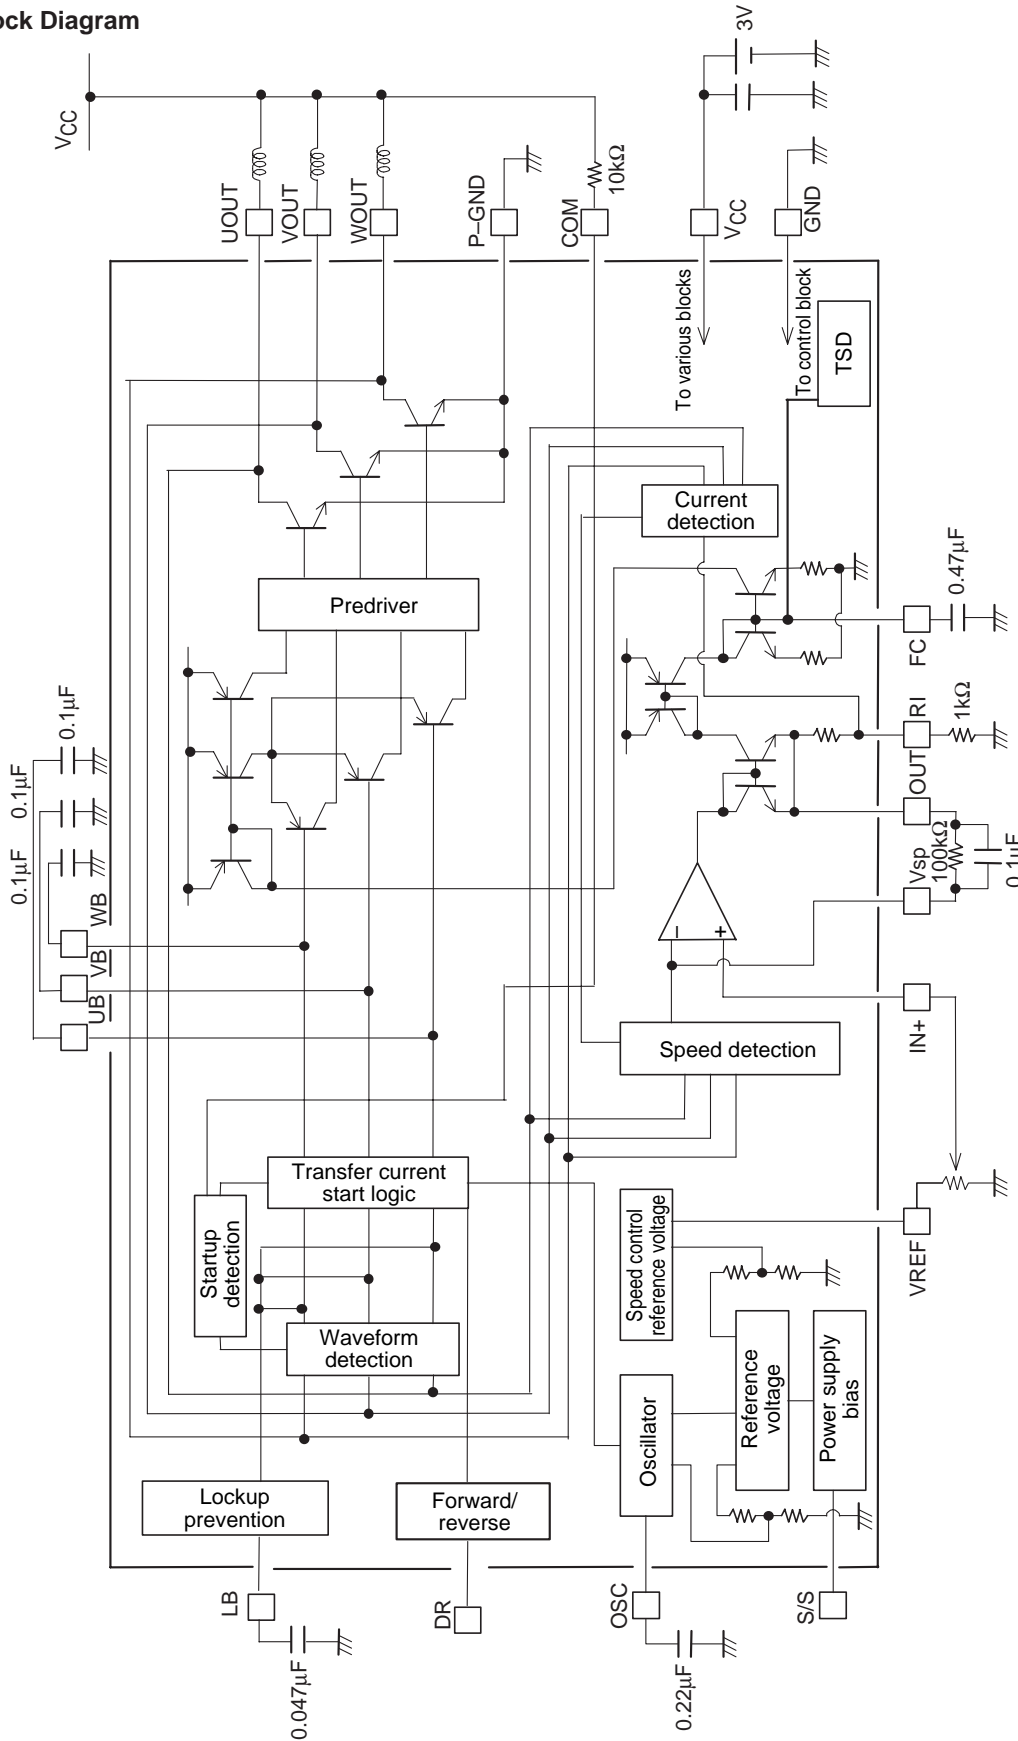 ock Diagram
3V
VCC
UOUT
VOUT
WOUT
P–GND
COM
10kΩ
VCC
GND
To various blocks
To control block
TSD
Current
detection
Predriver
0.47µF
FC
RI
1kΩ
OUT
Vsp
100kΩ
0.1µF
0.1µF
0.1µF
0.1µF
WB
VB
UB
IN+
Speed detection
Transfer current
start logic
Startup
detection
Waveform
detection
Speed control
reference voltage
VREF
Reference
voltage
Power supply
bias
Oscillator
Lockup
prevention
Forward/
reverse
LB
DR
OSC
S/S
0.047µF
0.22µF